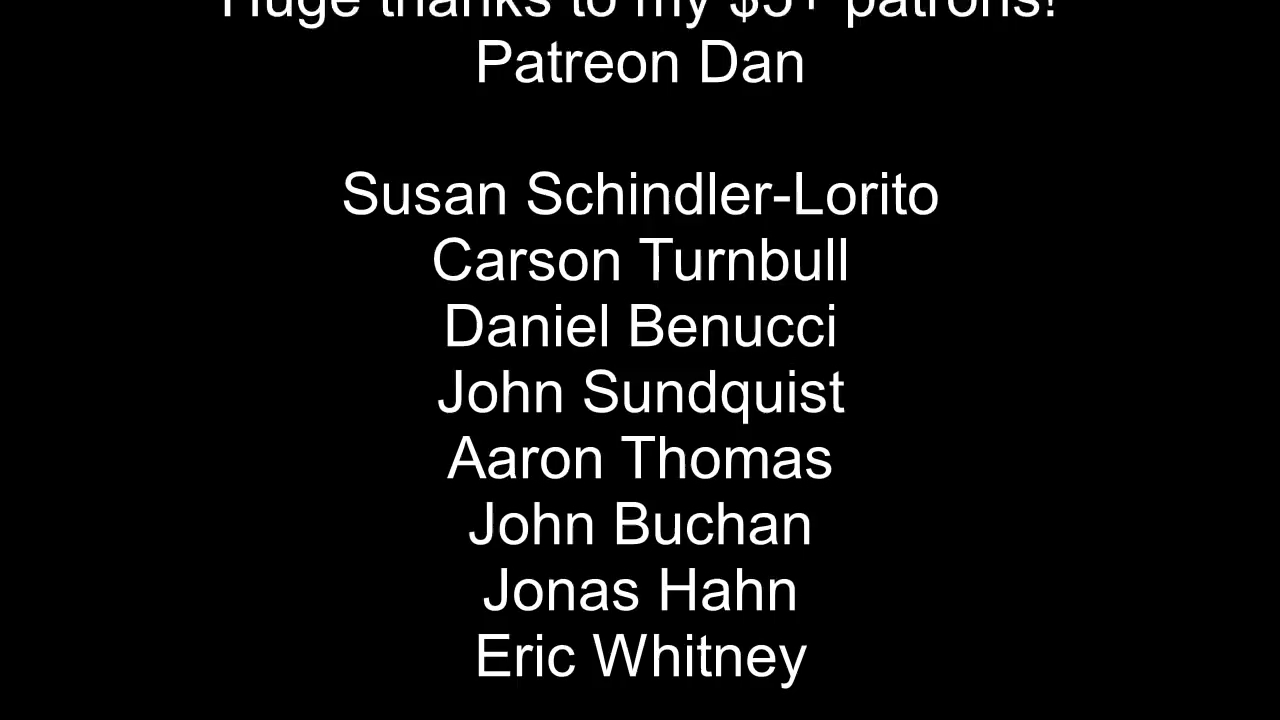 Huge thanks to my $5+ patrons!
Patreon Dan
Susan Schindler-Lorito
Carson Turnbull
Daniel Benucci
John Sundquist
Aaron Thomas
John Buchan
Jonas Hahn
Eric Whitney